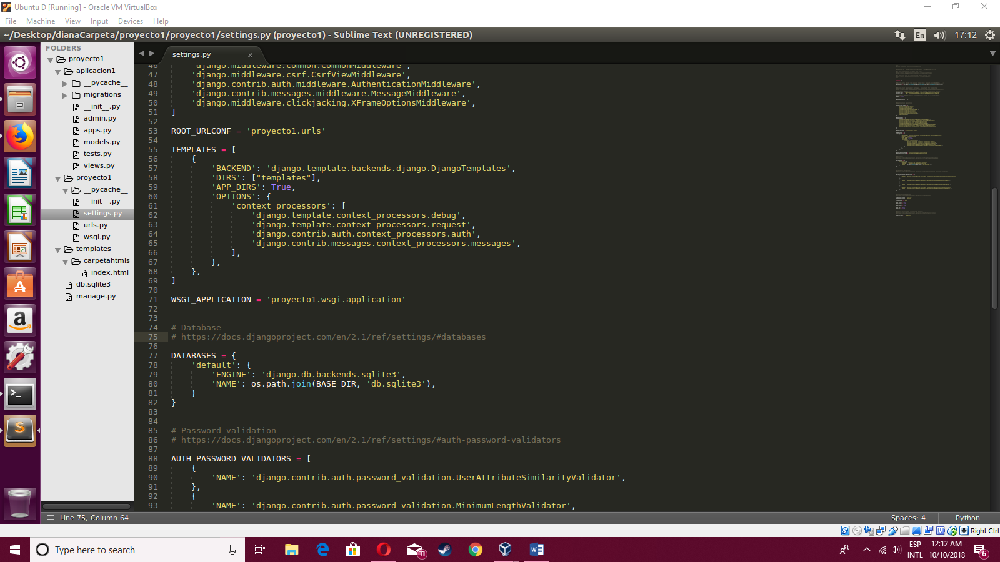 Ubuntu D [Running] - Oracle VM VirtualBox
File Machine View Input Devices Help
~/Desktop/dianaCarpeta/proyecto1/proyecto1/settings.py (proyecto1) - Sublime Text (UNREGISTERED)
En
17:12
FOLDERS
proyecto1
aplicacion1
__pycache__
migrations
__init__.py
admin.py
apps.py
models.py
tests.py
views.py
proyecto1
__pycache__
__init__.py
settings.py
urls.py
wsgi.py
templates
carpetahtmls
index.html
db.sqlite3
manage.py
settings.py
46 'django.middleware.common.CommonMiddleware',
47 'django.middleware.csrf.CsrfViewMiddleware',
48 'django.contrib.auth.middleware.AuthenticationMiddleware',
49 'django.contrib.messages.middleware.MessageMiddleware',
50 'django.middleware.clickjacking.XFrameOptionsMiddleware',
51 ]
52
53 ROOT_URLCONF = 'proyecto1.urls'
54
55 TEMPLATES = [
56 {
57 'BACKEND': 'django.template.backends.django.DjangoTemplates',
58 'DIRS': ["templates"],
59 'APP_DIRS': True,
60 'OPTIONS': {
61 'context_processors': [
62 'django.template.context_processors.debug',
63 'django.template.context_processors.request',
64 'django.contrib.auth.context_processors.auth',
65 'django.contrib.messages.context_processors.messages',
66 ],
67 },
68 },
69 ]
70
71 WSGI_APPLICATION = 'proyecto1.wsgi.application'
72
73
74 # Database
75 # https://docs.djangoproject.com/en/2.1/ref/settings/#databases
76
77 DATABASES = {
78 'default': {
79 'ENGINE': 'django.db.backends.sqlite3',
80 'NAME': os.path.join(BASE_DIR, 'db.sqlite3'),
81 }
82 }
83
84
85 # Password validation
86 # https://docs.djangoproject.com/en/2.1/ref/settings/#auth-password-validators
87
88 AUTH_PASSWORD_VALIDATORS = [
89 {
90 'NAME': 'django.contrib.auth.password_validation.UserAttributeSimilarityValidator',
91 },
92 {
93 'NAME': 'django.contrib.auth.password_validation.MinimumLengthValidator',
Line 75, Column 64
Spaces: 4
Python
Right Ctrl
Type here to search
11
ESP
INTL
12:12 AM
10/10/2018
6